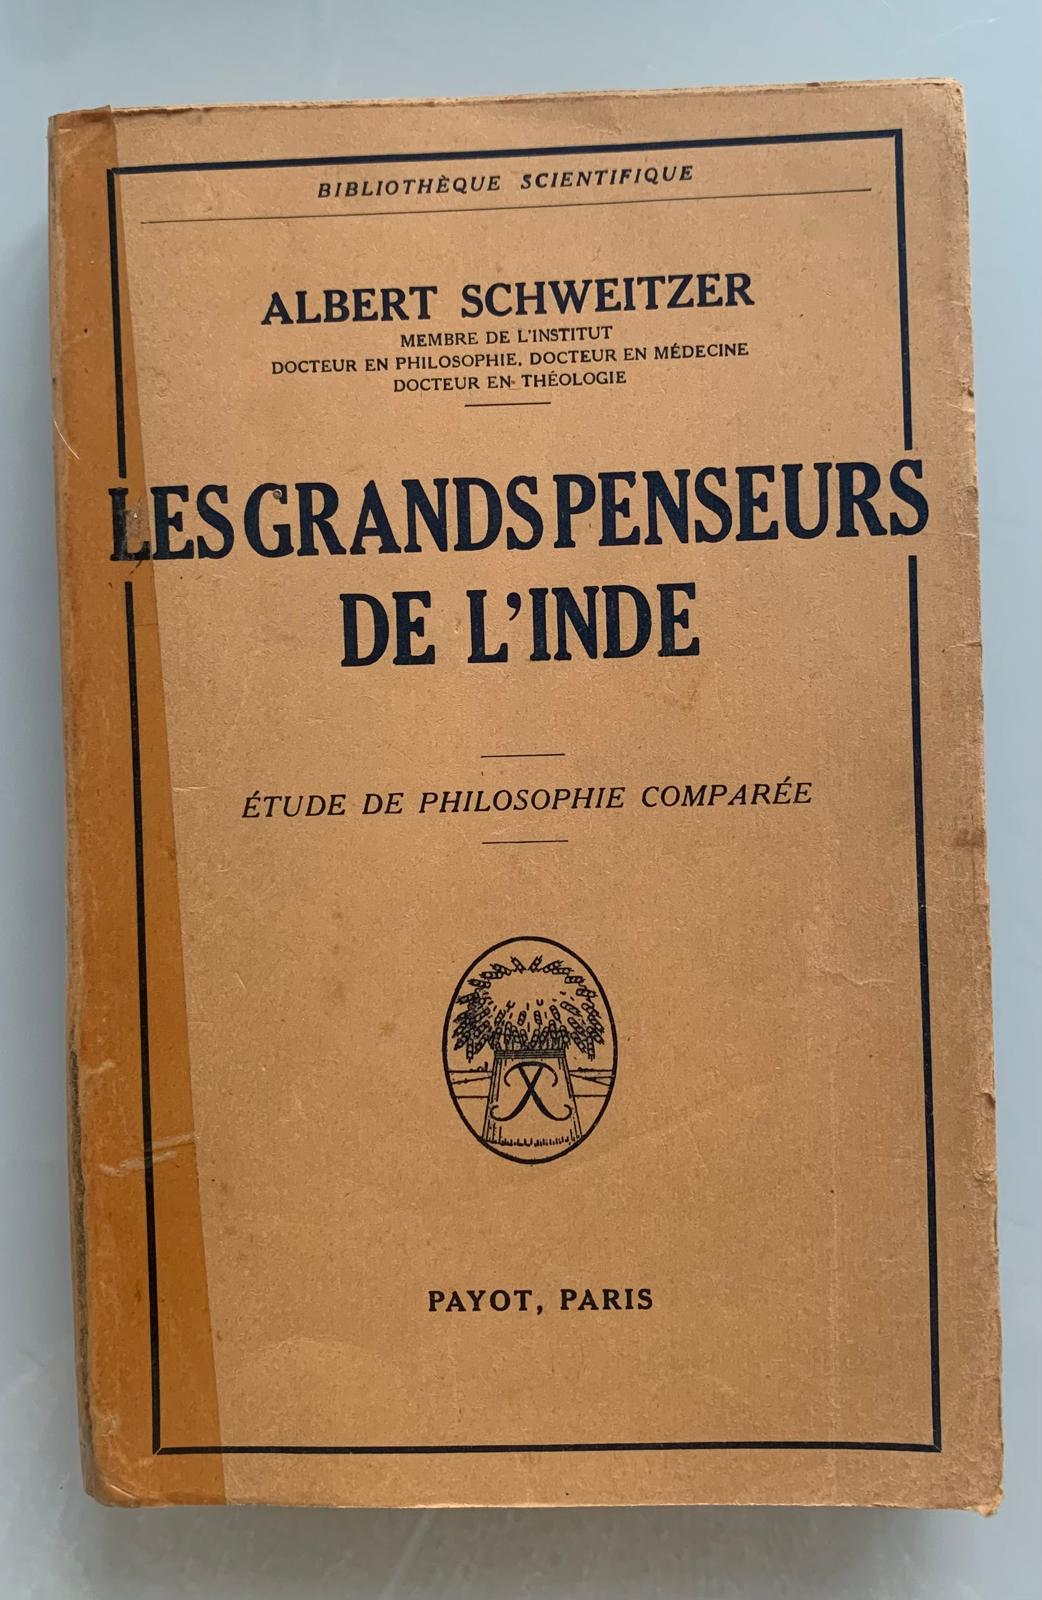 BIBLIOTHÈQUE SCIENTIFIQUE
ALBERT SCHWEITZER
MEMBRE DE L'INSTITUT
DOCTEUR EN PHILOSOPHIE, DOCTEUR EN MÉDECINE
DOCTEUR EN THÉOLOGIE
LES GRANDS PENSEURS
DE L'INDE
ÉTUDE DE PHILOSOPHIE COMPARÉE
PAYOT, PARIS